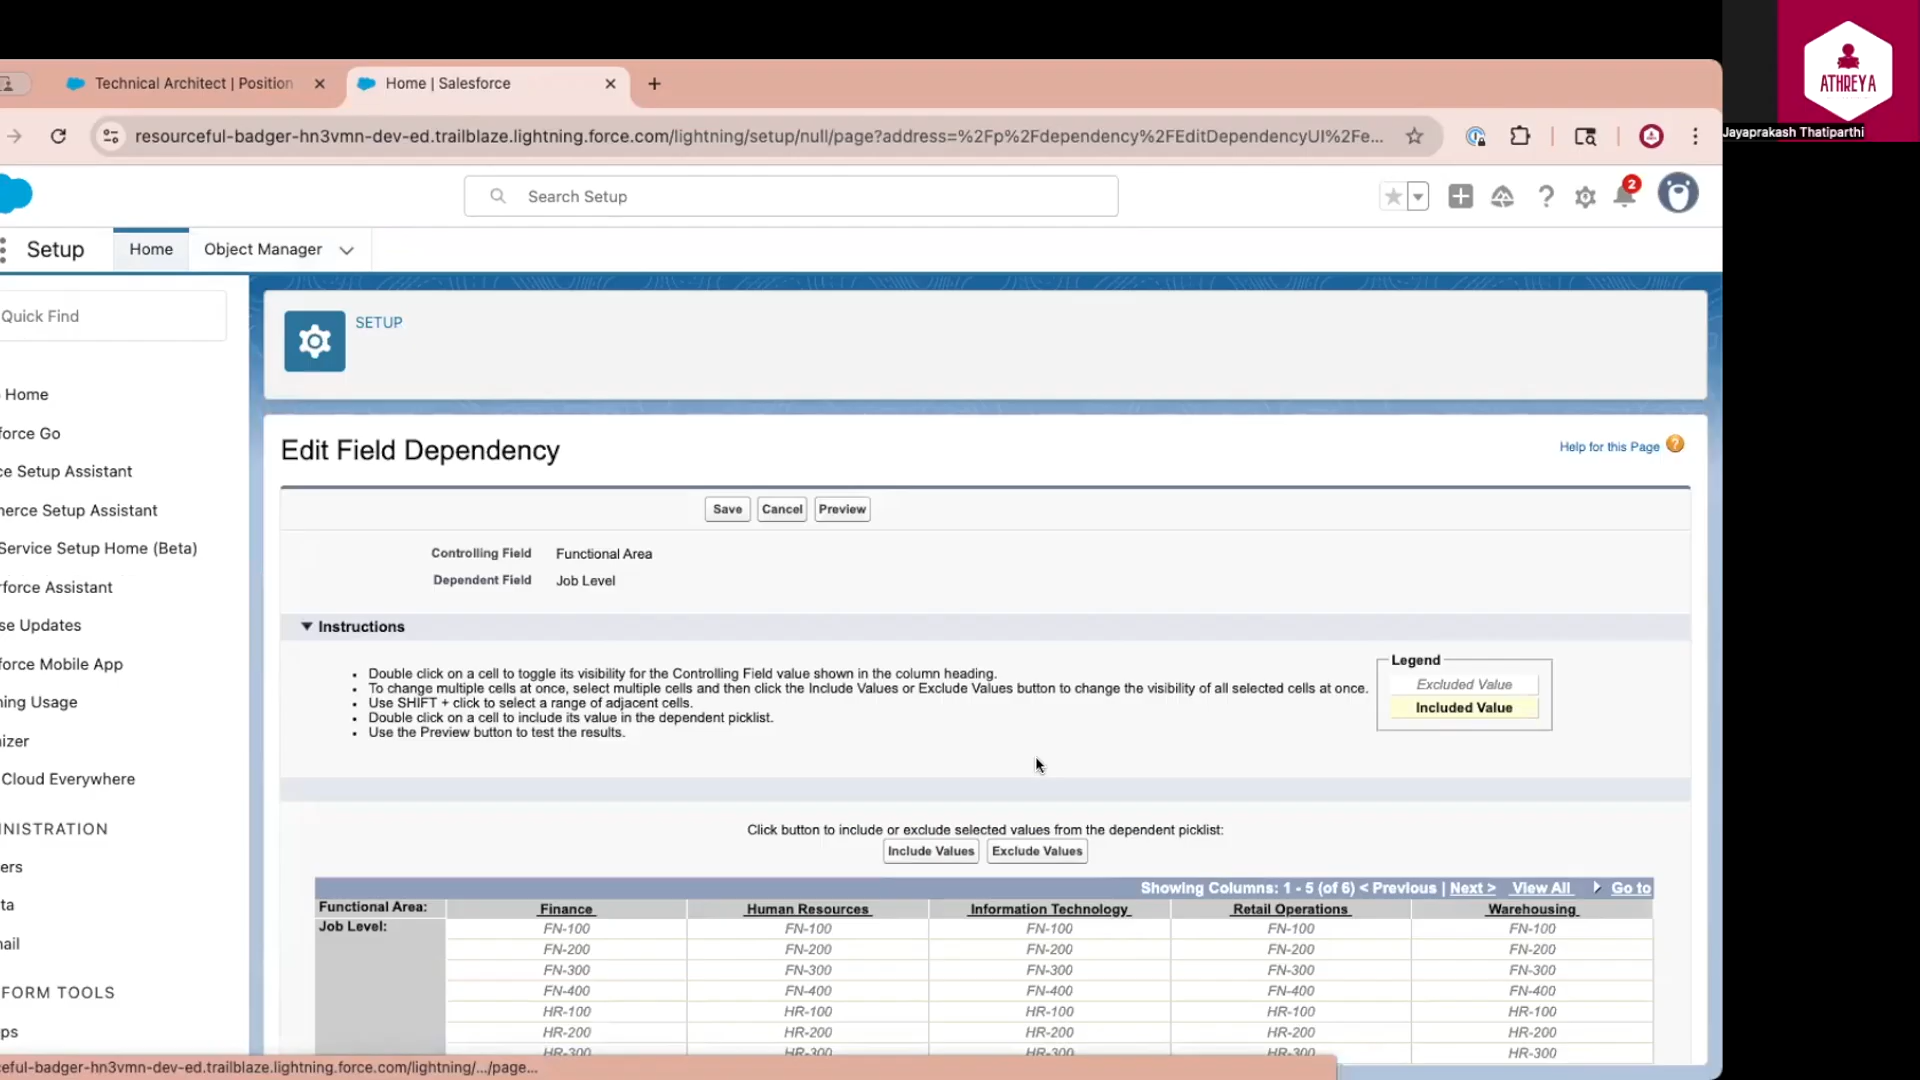 Technical Architect | Position
Home | Salesforce
resourceful-badger-hn3vmn-dev-ed.trailblaze.lightning.force.com/lightning/setup/null/page?address=%2Fp%2Fdependency%2FEditDependencyUI%2Fe...
ATHREYA
Jayaprakash Thatiparthi
Search Setup
2
Setup
Home
Object Manager
Quick Find
SETUP
Home
force Go
ce Setup Assistant
merce Setup Assistant
Service Setup Home (Beta)
rforce Assistant
se Updates
force Mobile App
ning Usage
nizer
Cloud Everywhere
NISTRATION
ers
ta
nail
FORM TOOLS
ps
Edit Field Dependency
Help for this Page
Save Cancel Preview
Controlling Field Functional Area
Dependent Field Job Level
Instructions
• Double click on a cell to toggle its visibility for the Controlling Field value shown in the column heading.
• To change multiple cells at once, select multiple cells and then click the Include Values or Exclude Values button to change the visibility of all selected cells at once.
• Use SHIFT + click to select a range of adjacent cells.
• Double click on a cell to include its value in the dependent picklist.
• Use the Preview button to test the results.
Legend
Excluded Value
Included Value
Click button to include or exclude selected values from the dependent picklist:
Include Values Exclude Values
Showing Columns: 1 - 5 (of 6) < Previous | Next > View All Go to
Functional Area: Finance Human Resources Information Technology Retail Operations Warehousing
Job Level: FN-100 FN-100 FN-100 FN-100 FN-100
FN-200 FN-200 FN-200 FN-200 FN-200
FN-300 FN-300 FN-300 FN-300 FN-300
FN-400 FN-400 FN-400 FN-400 FN-400
HR-100 HR-100 HR-100 HR-100 HR-100
HR-200 HR-200 HR-200 HR-200 HR-200
HR-300 HR-300 HR-300 HR-300 HR-300
ceful-badger-hn3vmn-dev-ed.trailblaze.lightning.force.com/lightning/.../page...